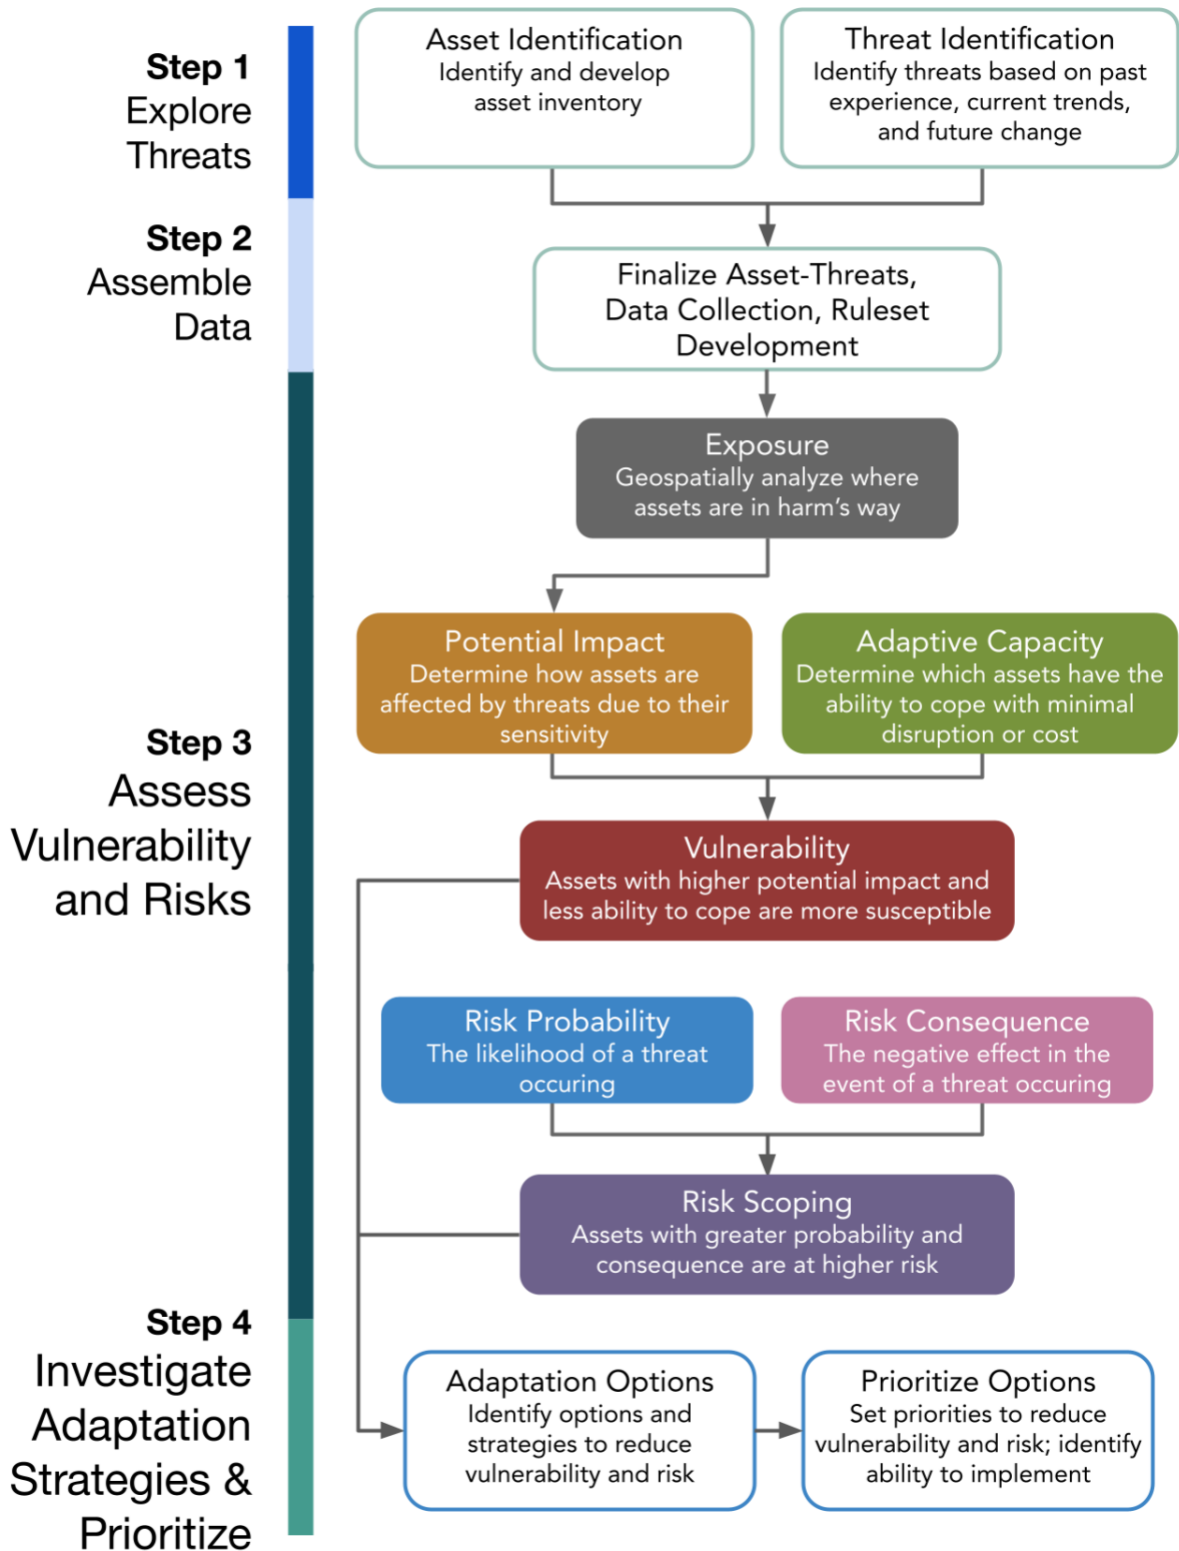 Step 1
Explore
Threats
Asset Identification
Identify and develop
asset inventory
Threat Identification
Identify threats based on past
experience, current trends,
and future change
Step 2
Assemble
Data
Finalize Asset-Threats,
Data Collection, Ruleset
Development
Step 3
Assess
Vulnerability
and Risks
Exposure
Geospatially analyze where
assets are in harm's way
Potential Impact
Determine how assets are
affected by threats due to their
sensitivity
Adaptive Capacity
Determine which assets have the
ability to cope with minimal
disruption or cost
Vulnerability
Assets with higher potential impact and
less ability to cope are more susceptible
Risk Probability
The likelihood of a threat
occuring
Risk Consequence
The negative effect in the
event of a threat occuring
Risk Scoping
Assets with greater probability and
consequence are at higher risk
Step 4
Investigate
Adaptation
Strategies &
Prioritize
Adaptation Options
Identify options and
strategies to reduce
vulnerability and risk
Prioritize Options
Set priorities to reduce
vulnerability and risk; identify
ability to implement